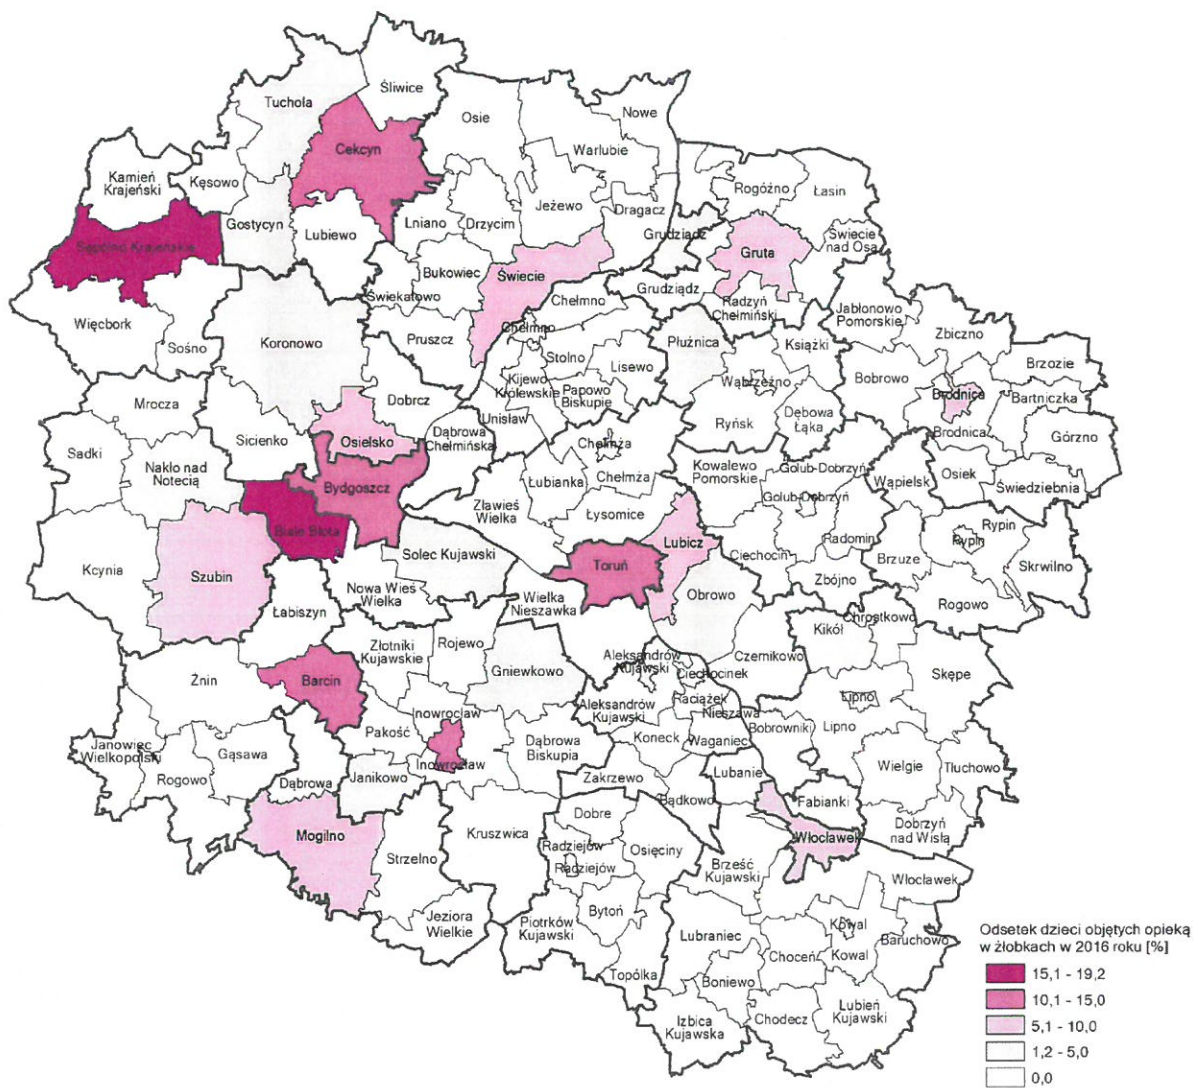 Śliwice
Tuchola
Nowe
Osie
Cekcyn
Warlubie
Kamień
Krajeński
Kęsowo
Rogóźno
Łasin
Jeżewo
Dragacz
Gostycyn
Lniano
Drzycim
Lubiewo
Grudziądz
Świecie
nad Osą
Sępólno Krajeńskie
Gruta
Bukowiec
Świecie
Świekatowo
Chełmno
Grudziądz
Radzyń
Chełmiński
Jabłonowo
Pomorskie
Więcbork
Sośno
Koronowo
Pruszcz
Chełmno
Stolno
Płużnica
Książki
Zbiczno
Brzozie
Lisewo
Kijewo
Królewskie
Papowo
Biskupie
Wąbrzeźno
Bobrowo
Brodnica
Bartniczka
Mrocza
Dobrcz
Unisław
Dębowa
Łąka
Ryńsk
Brodnica
Górzno
Sicienko
Osielsko
Dąbrowa
Chełmińska
Chełmża
Sadki
Nakło nad
Notecią
Kowalewo
Pomorskie
Golub-Dobrzyń
Wąpielsk
Osiek
Świedziebnia
Bydgoszcz
Łubianka
Chełmża
Zławieś
Wielka
Łysomice
Golub-Dobrzyń
Białe Błota
Lubicz
Radomin
Rypin
Rypin
Kcynia
Szubin
Solec Kujawski
Toruń
Ciechocin
Brzuze
Skrwilno
Nowa Wieś
Wielka
Wielka
Nieszawka
Zbójno
Obrowo
Rogowo
Łabiszyn
Kikół
Chrostkowo
Złotniki
Kujawskie
Rojewo
Aleksandrów
Kujawski
Ciechocinek
Czernikowo
Żnin
Barcin
Gniewkowo
Skępe
Raciążek
Lipno
Inowrocław
Aleksandrów
Kujawski
Nieszawa
Pakość
Koneck
Waganiec
Bobrowniki
Lipno
Janowiec
Wielkopolski
Gąsawa
Inowrocław
Dąbrowa
Biskupia
Rogowo
Dąbrowa
Janikowo
Zakrzewo
Lubanie
Wielgie
Tłuchowo
Bądkowo
Fabianki
Dobre
Mogilno
Kruszwica
Włocławek
Dobrzyń
nad Wisłą
Strzelno
Radziejów
Radziejów
Osięciny
Brześć
Kujawski
Włocławek
Jeziora
Wielkie
Piotrków
Kujawski
Bytoń
Lubraniec
Kowal
Baruchowo
Choceń
Kowal
Topólka
Boniewo
Izbica
Kujawska
Chodecz
Lubień
Kujawski
Odsetek dzieci objętych opieką
w żłobkach w 2016 roku [%]
15,1 - 19,2
10,1 - 15,0
5,1 - 10,0
1,2 - 5,0
0,0